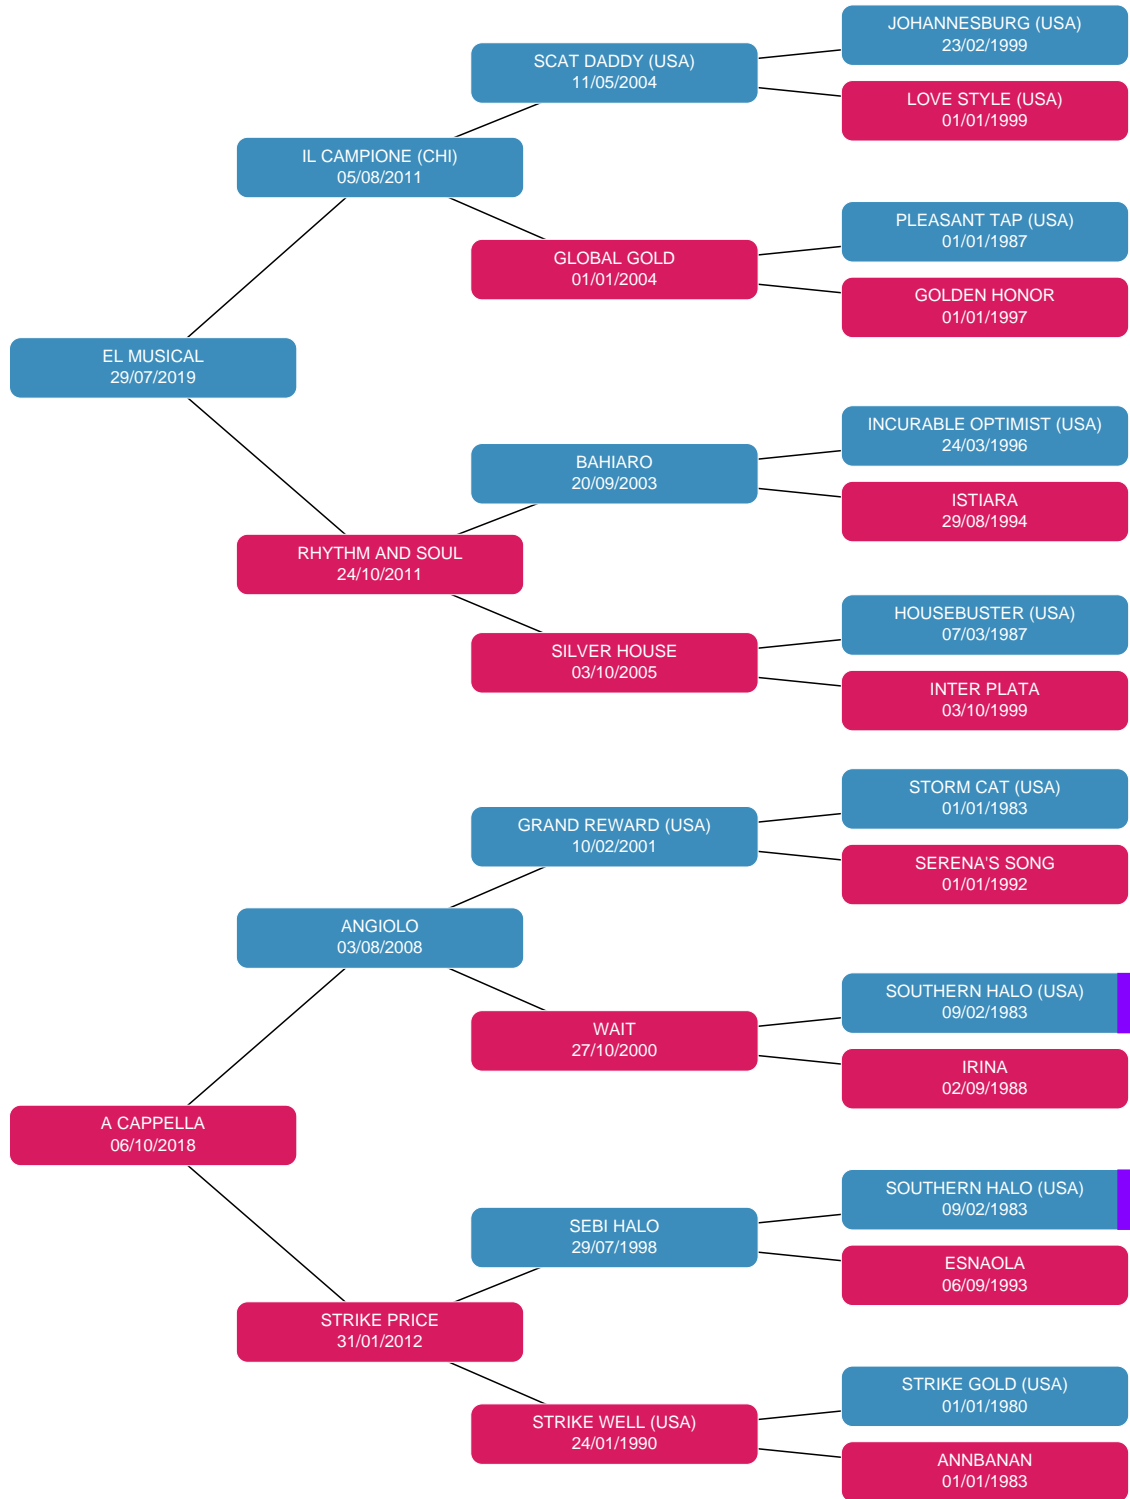 JOHANNESBURG (USA)
23/02/1999
SCAT DADDY (USA)
11/05/2004
LOVE STYLE (USA)
01/01/1999
IL CAMPIONE (CHI)
05/08/2011
PLEASANT TAP (USA)
01/01/1987
GLOBAL GOLD
01/01/2004
GOLDEN HONOR
01/01/1997
EL MUSICAL
29/07/2019
INCURABLE OPTIMIST (USA)
24/03/1996
BAHIARO
20/09/2003
ISTIARA
29/08/1994
RHYTHM AND SOUL
24/10/2011
HOUSEBUSTER (USA)
07/03/1987
SILVER HOUSE
03/10/2005
INTER PLATA
03/10/1999
STORM CAT (USA)
01/01/1983
GRAND REWARD (USA)
10/02/2001
SERENA'S SONG
01/01/1992
ANGIOLO
03/08/2008
SOUTHERN HALO (USA)
09/02/1983
WAIT
27/10/2000
IRINA
02/09/1988
A CAPPELLA
06/10/2018
SOUTHERN HALO (USA)
09/02/1983
SEBI HALO
29/07/1998
ESNAOLA
06/09/1993
STRIKE PRICE
31/01/2012
STRIKE GOLD (USA)
01/01/1980
STRIKE WELL (USA)
24/01/1990
ANNBANAN
01/01/1983